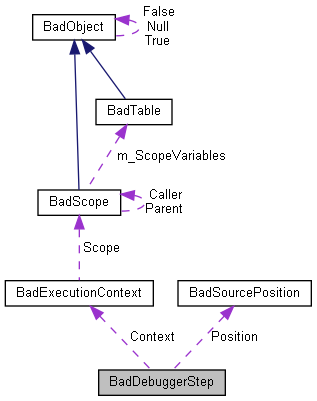 False
BadObject
Null
True
BadTable
m_ScopeVariables
Caller
BadScope
Parent
Scope
BadExecutionContext
BadSourcePosition
Context
Position
BadDebuggerStep